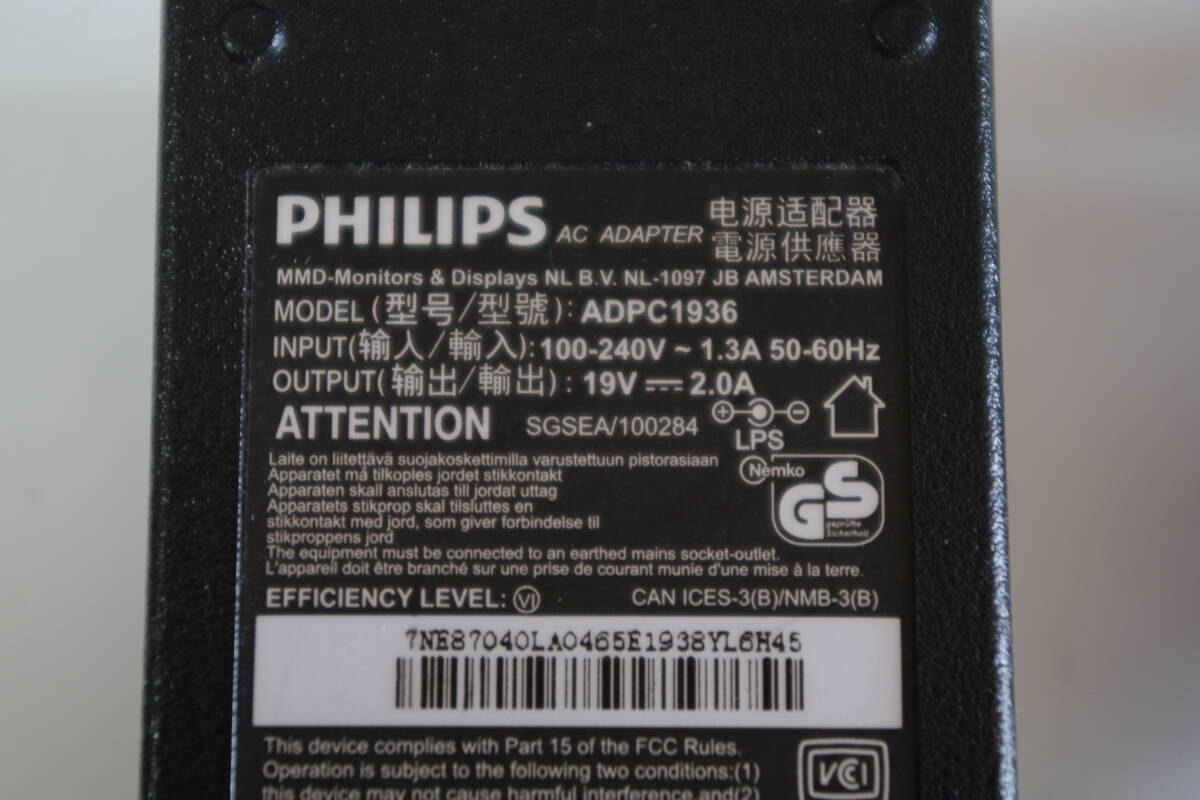 PHILIPS AC ADAPTER 电源适配器
電源供應器
MMD-Monitors & Displays NL B.V. NL-1097 JB AMSTERDAM
MODEL (型号/型號): ADPC1936
INPUT(输入/輸入): 100-240V ~ 1.3A 50-60Hz
OUTPUT(输出/輸出): 19V ⎓ 2.0A
ATTENTION SGSEA/100284
LPS
Laite on liitettävä suojakoskettimilla varustettuun pistorasiaan
Apparatet må tilkoples jordet stikkontakt
Apparaten skall anslutas till jordat uttag
Apparatets stikprop skal tilsluttes en
stikkontakt med jord, som giver forbindelse til
stikproppens jord
Nemko
GS
geprüfte
Sicherheit
The equipment must be connected to an earthed mains socket-outlet.
L'appareil doit être branché sur une prise de courant munie d'une mise à la terre.
EFFICIENCY LEVEL: VI CAN ICES-3(B)/NMB-3(B)
7NE87040LA0465E1938YL6H45
This device complies with Part 15 of the FCC Rules.
Operation is subject to the following two conditions:(1)
this device may not cause harmful interference,and(2)
VCCI